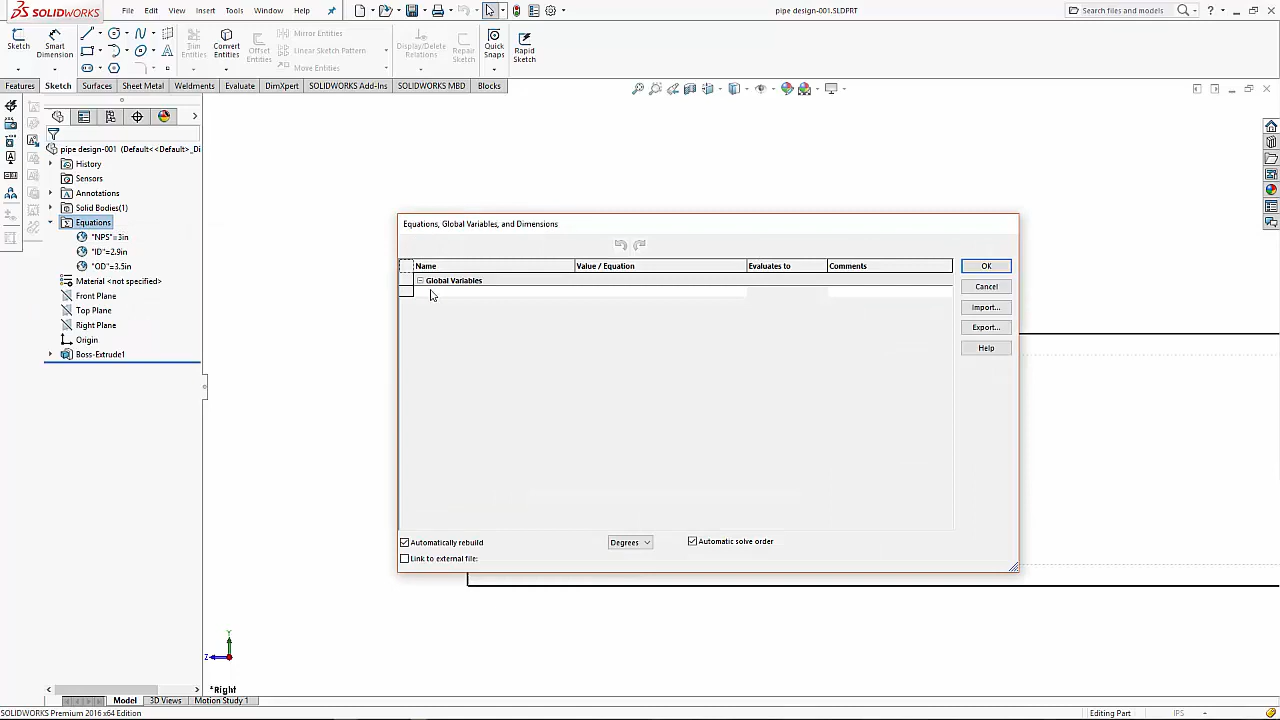 SOLIDWORKS
File
Edit
View
Insert
Tools
Window
Help
pipe design-001.SLDPRT
Search files and models
Sketch
Smart Dimension
Trim Entities
Convert Entities
Offset Entities
Mirror Entities
Linear Sketch Pattern
Move Entities
Display/Delete Relations
Repair Sketch
Quick Snaps
Rapid Sketch
Features
Sketch
Surfaces
Sheet Metal
Weldments
Evaluate
DimXpert
SOLIDWORKS Add-Ins
SOLIDWORKS MBD
Blocks
pipe design-001 (Default<<Default>_Di
History
Sensors
Annotations
Solid Bodies(1)
Equations
"NPS"=3in
"ID"=2.9in
"OD"=3.5in
Material <not specified>
Front Plane
Top Plane
Right Plane
Origin
Boss-Extrude1
Equations, Global Variables, and Dimensions
Name
Value / Equation
Evaluates to
Comments
Global Variables
OK
Cancel
Import...
Export...
Help
Automatically rebuild
Degrees
Automatic solve order
Link to external file:
Y
Z
*Right
Model
3D Views
Motion Study 1
SOLIDWORKS Premium 2016 x64 Edition
Editing Part
IPS